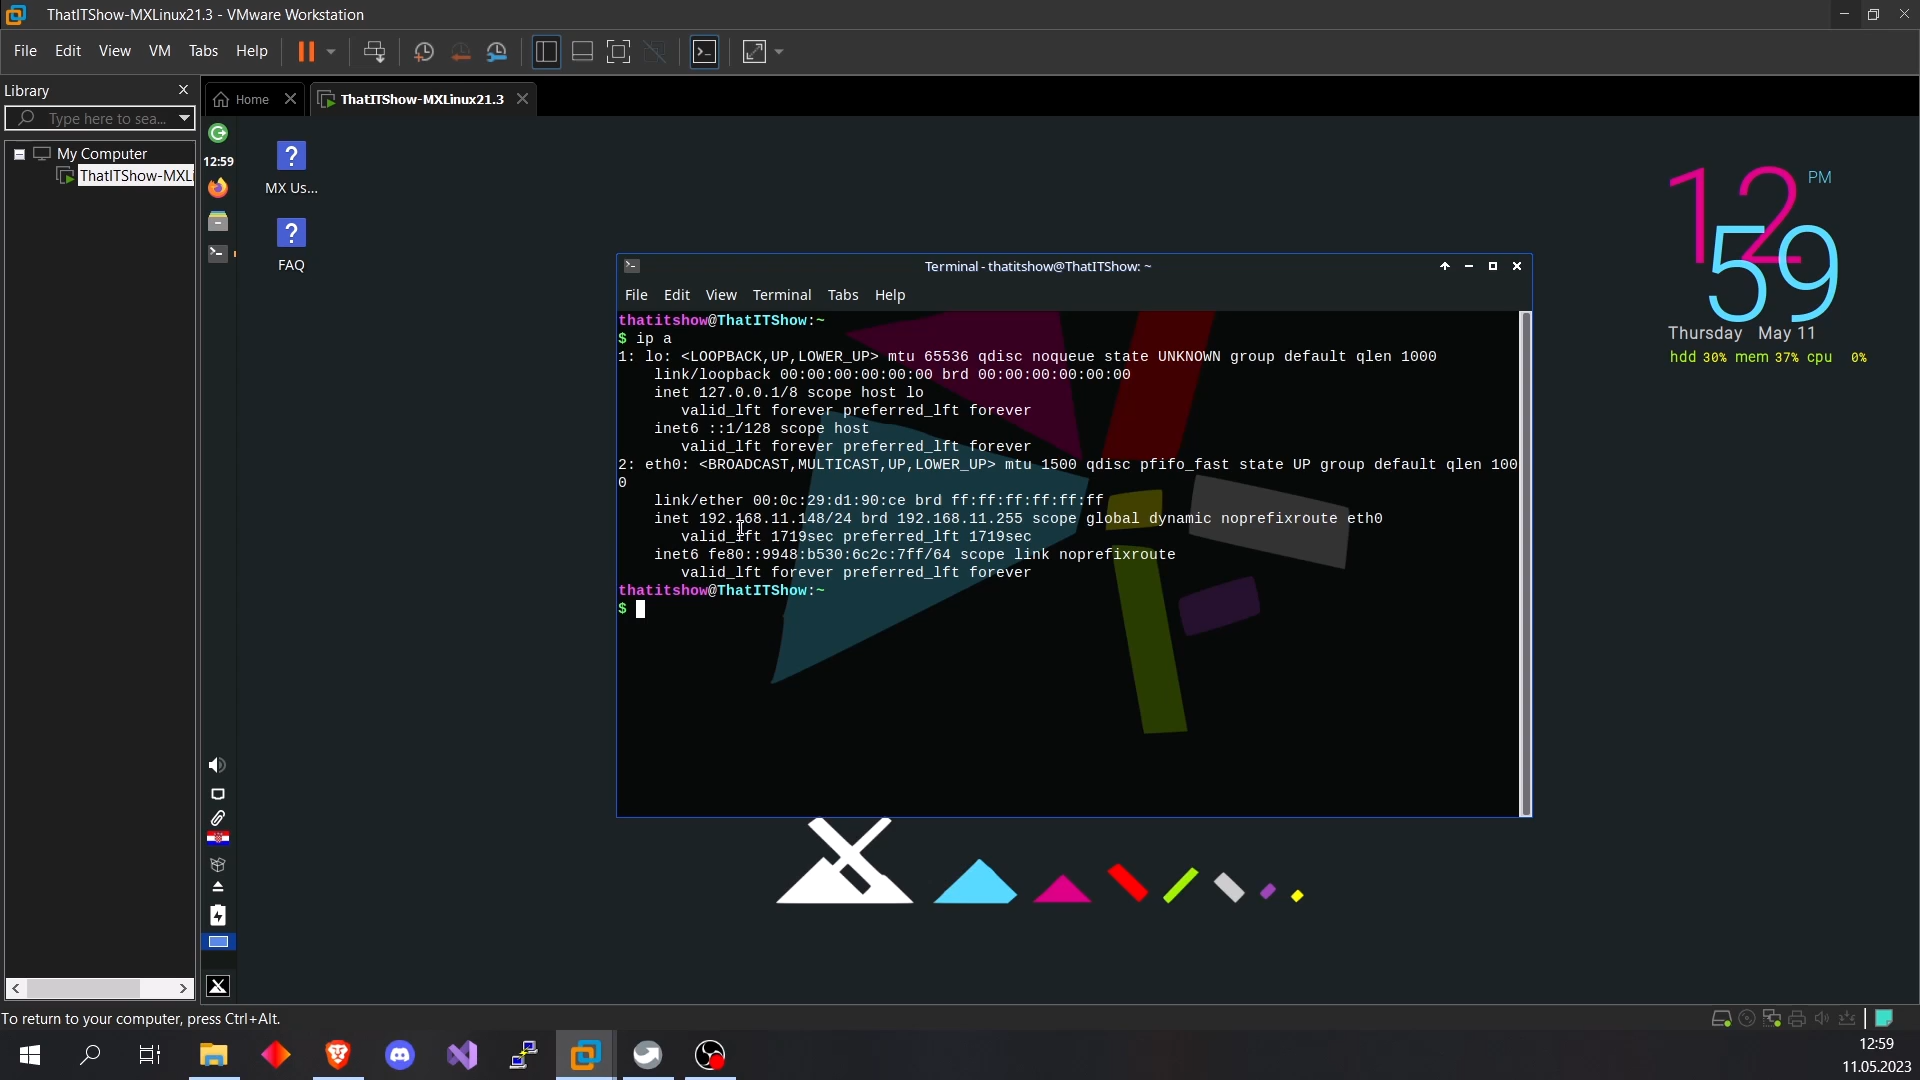 ThatITShow-MXLinux21.3 - VMware Workstation
File Edit View VM Tabs Help
Library
Type here to sea...
My Computer
ThatITShow-MXLi
Home
ThatITShow-MXLinux21.3
12:59
MX Us...
FAQ
12 PM
59
Thursday May 11
hdd 30% mem 37% cpu 0%
Terminal - thatitshow@ThatITShow: ~
File Edit View Terminal Tabs Help
thatitshow@ThatITShow:~
$ ip a
1: lo: <LOOPBACK,UP,LOWER_UP> mtu 65536 qdisc noqueue state UNKNOWN group default qlen 1000
link/loopback 00:00:00:00:00:00 brd 00:00:00:00:00:00
inet 127.0.0.1/8 scope host lo
valid_lft forever preferred_lft forever
inet6 ::1/128 scope host
valid_lft forever preferred_lft forever
2: eth0: <BROADCAST,MULTICAST,UP,LOWER_UP> mtu 1500 qdisc pfifo_fast state UP group default qlen 100
0
link/ether 00:0c:29:d1:90:ce brd ff:ff:ff:ff:ff:ff
inet 192.168.11.148/24 brd 192.168.11.255 scope global dynamic noprefixroute eth0
valid_lft 1719sec preferred_lft 1719sec
inet6 fe80::9948:b530:6c2c:7ff/64 scope link noprefixroute
valid_lft forever preferred_lft forever
thatitshow@ThatITShow:~
$
To return to your computer, press Ctrl+Alt.
12:59
11.05.2023